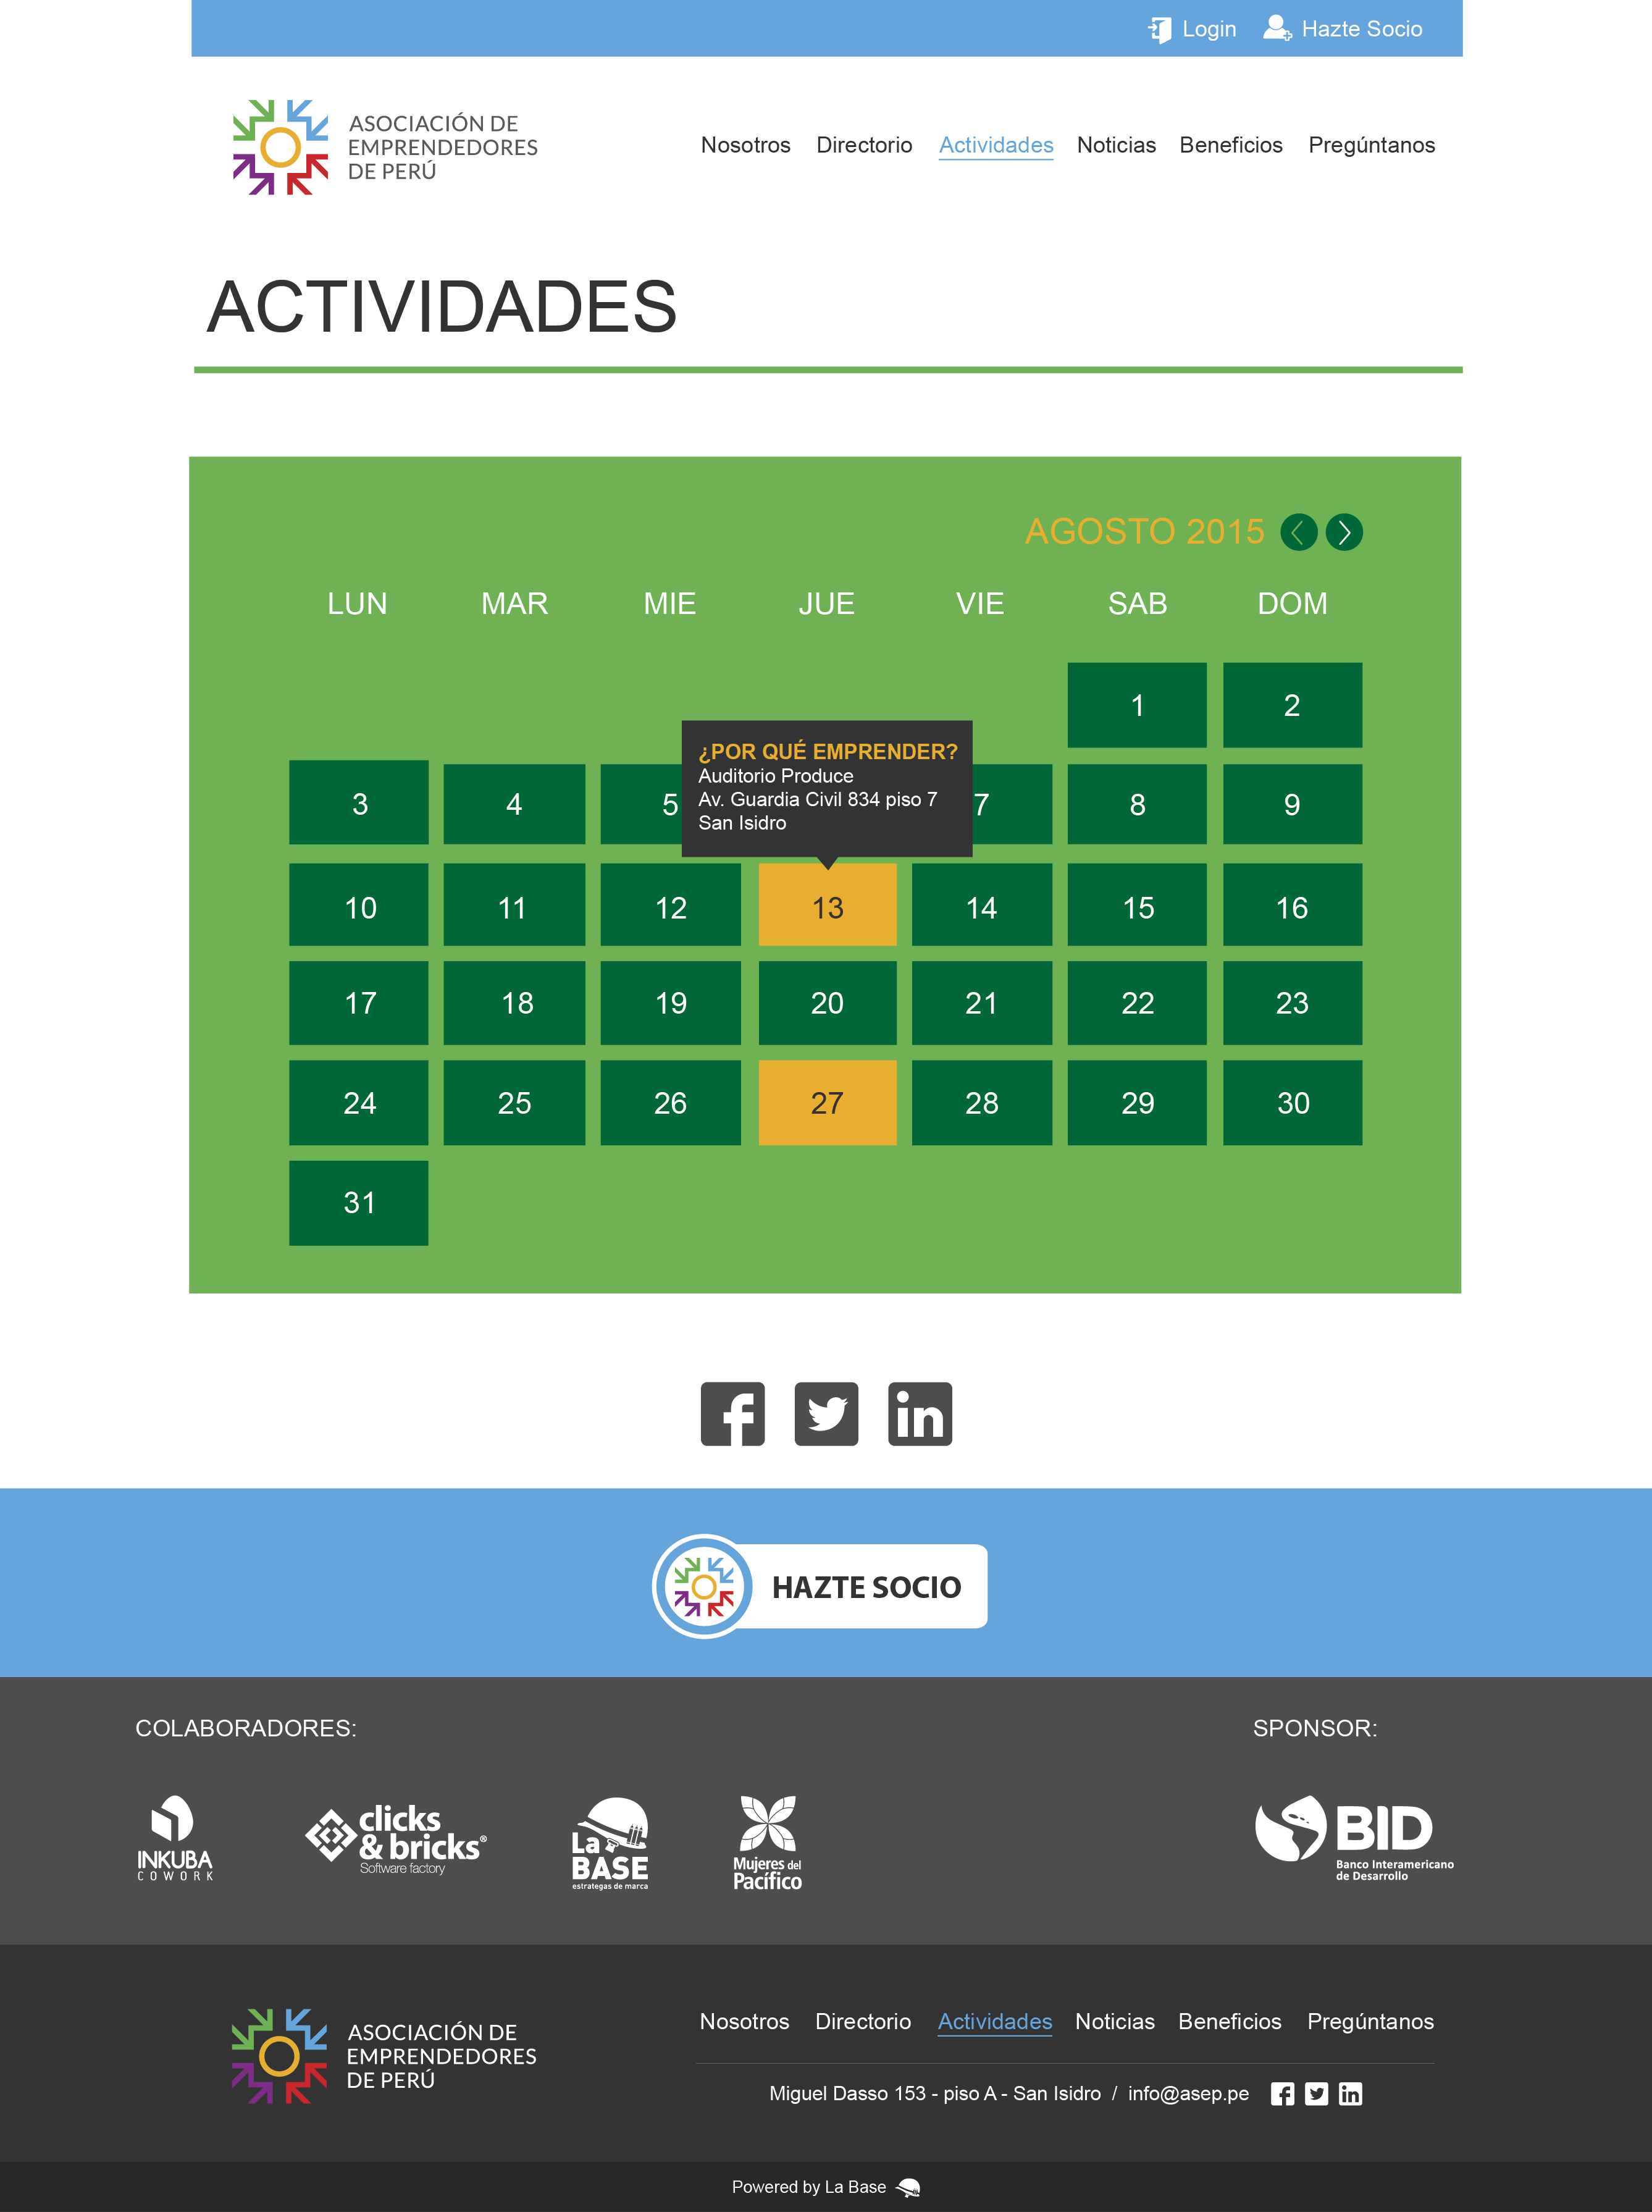 Login Hazte Socio
ASOCIACIÓN DE
EMPRENDEDORES
DE PERÚ
Nosotros Directorio Actividades Noticias Beneficios Pregúntanos
ACTIVIDADES
AGOSTO 2015
LUN MAR MIE JUE VIE SAB DOM
1 2
¿POR QUÉ EMPRENDER?
Auditorio Produce
Av. Guardia Civil 834 piso 7
San Isidro
3 4 5 7 8 9
10 11 12 13 14 15 16
17 18 19 20 21 22 23
24 25 26 27 28 29 30
31
HAZTE SOCIO
COLABORADORES: SPONSOR:
INKUBA
COWORK
clicks
& bricks®
Software factory
La
BASE
estrategas de marca
Mujeres del
Pacífico
BID
Banco Interamericano
de Desarrollo
ASOCIACIÓN DE
EMPRENDEDORES
DE PERÚ
Nosotros Directorio Actividades Noticias Beneficios Pregúntanos
Miguel Dasso 153 - piso A - San Isidro / info@asep.pe
Powered by La Base